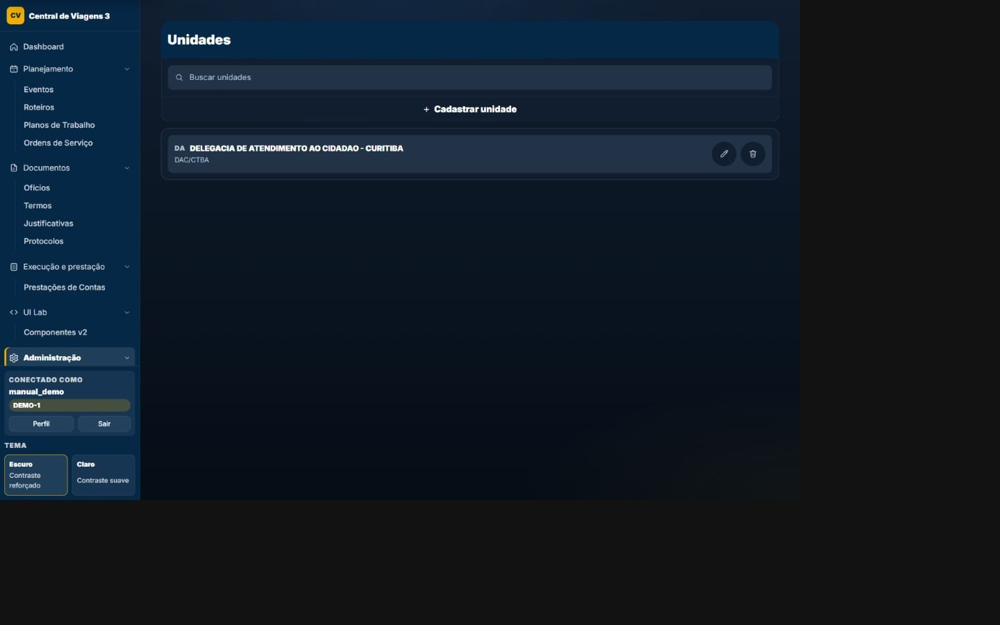 CV Central de Viagens 3
Dashboard
Planejamento
Eventos
Roteiros
Planos de Trabalho
Ordens de Serviço
Documentos
Ofícios
Termos
Justificativas
Protocolos
Execução e prestação
Prestações de Contas
UI Lab
Componentes v2
Administração
CONECTADO COMO
manual_demo
DEMO-1
Perfil Sair
TEMA
Escuro
Contraste
reforçado
Claro
Contraste suave
Unidades
Buscar unidades
+ Cadastrar unidade
DA DELEGACIA DE ATENDIMENTO AO CIDADAO - CURITIBA
DAC/CTBA